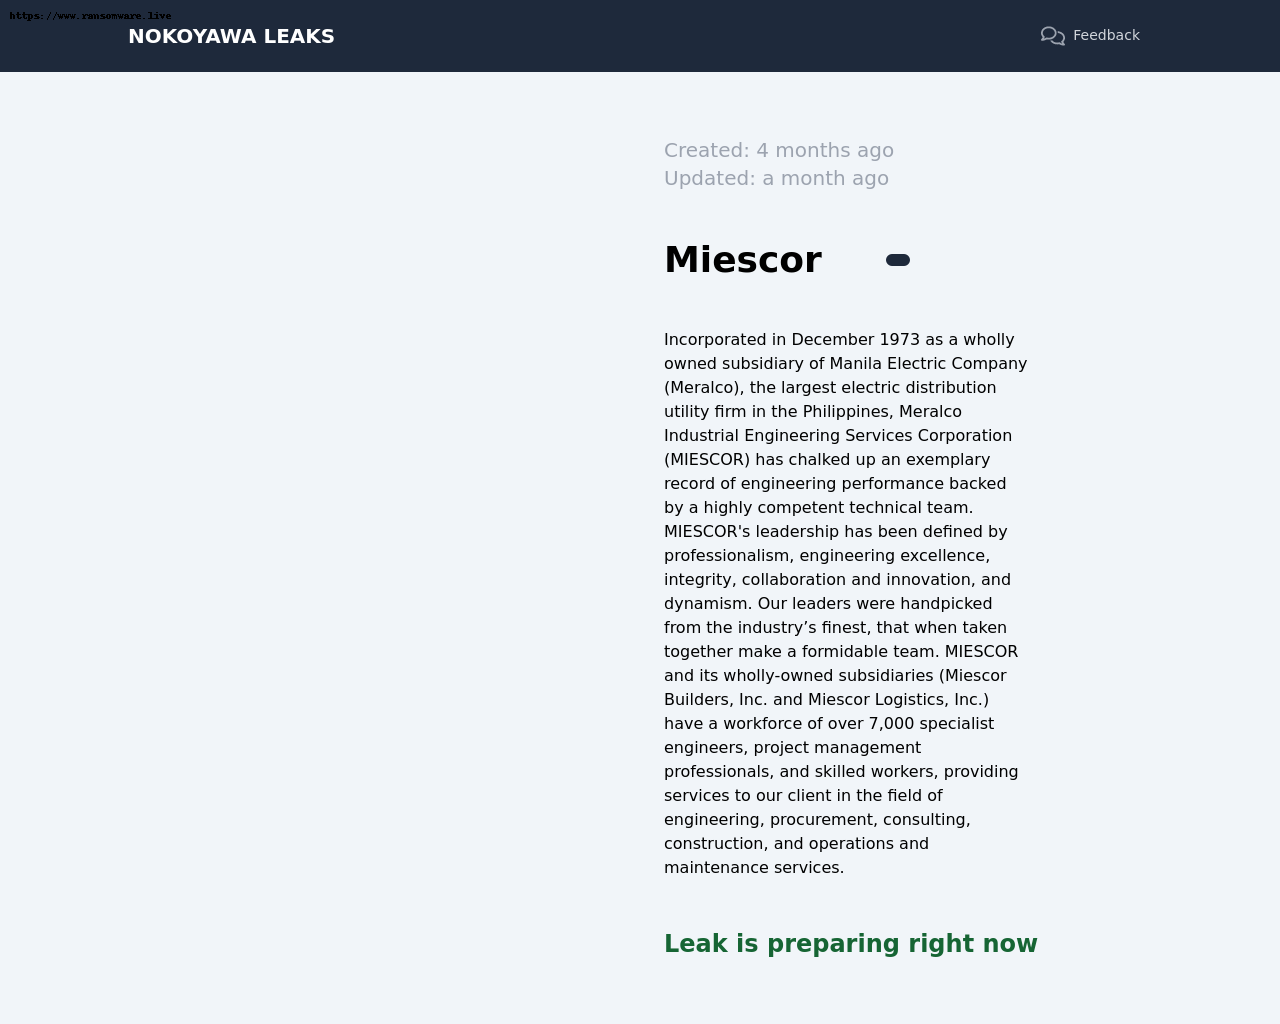 https://www.ransomware.live
NOKOYAWA LEAKS
Feedback
Created: 4 months ago
Updated: a month ago
Miescor
Incorporated in December 1973 as a wholly
owned subsidiary of Manila Electric Company
(Meralco), the largest electric distribution
utility firm in the Philippines, Meralco
Industrial Engineering Services Corporation
(MIESCOR) has chalked up an exemplary
record of engineering performance backed
by a highly competent technical team.
MIESCOR's leadership has been defined by
professionalism, engineering excellence,
integrity, collaboration and innovation, and
dynamism. Our leaders were handpicked
from the industry’s finest, that when taken
together make a formidable team. MIESCOR
and its wholly-owned subsidiaries (Miescor
Builders, Inc. and Miescor Logistics, Inc.)
have a workforce of over 7,000 specialist
engineers, project management
professionals, and skilled workers, providing
services to our client in the field of
engineering, procurement, consulting,
construction, and operations and
maintenance services.
Leak is preparing right now